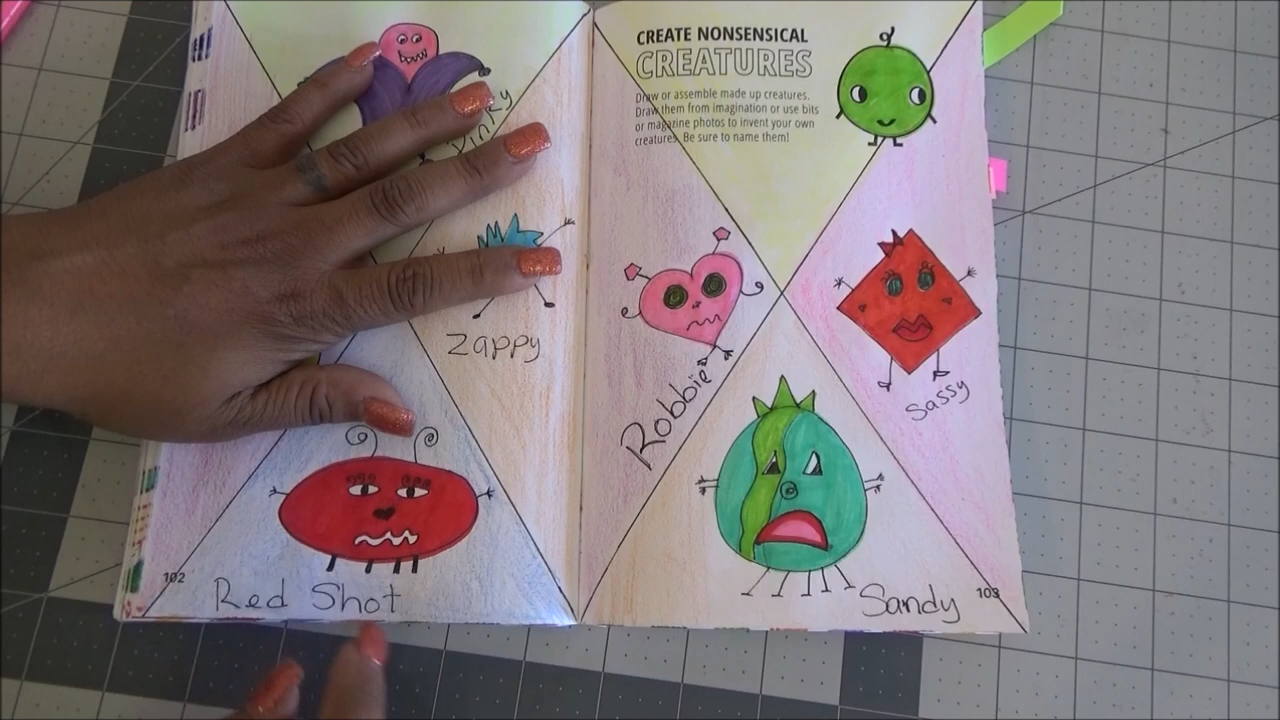 zappy
Red Shot
102
CREATE NONSENSICAL
CREATURES
Draw or assemble made up creatures.
Draw them from imagination or use bits
or magazine photos to invent your own
creatures. Be sure to name them!
Robbie
Sassy
Sandy
103